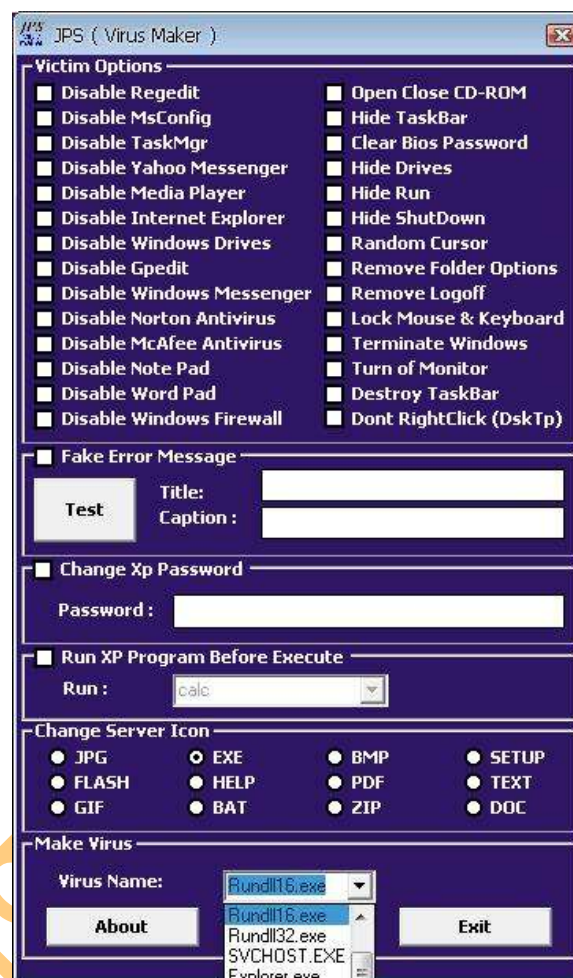 JPS ( Virus Maker )
Victim Options
Disable Regedit
Disable MsConfig
Disable TaskMgr
Disable Yahoo Messenger
Disable Media Player
Disable Internet Explorer
Disable Windows Drives
Disable Gpedit
Disable Windows Messenger
Disable Norton Antivirus
Disable McAfee Antivirus
Disable Note Pad
Disable Word Pad
Disable Windows Firewall
Open Close CD-ROM
Hide TaskBar
Clear Bios Password
Hide Drives
Hide Run
Hide ShutDown
Random Cursor
Remove Folder Options
Remove Logoff
Lock Mouse & Keyboard
Terminate Windows
Turn of Monitor
Destroy TaskBar
Dont RightClick (DskTp)
Fake Error Message
Test
Title:
Caption :
Change Xp Password
Password :
Run XP Program Before Execute
Run : calc
Change Server Icon
JPG EXE BMP SETUP
FLASH HELP PDF TEXT
GIF BAT ZIP DOC
Make Virus
Virus Name: Rundll16.exe
About
Rundll16.exe
Rundll32.exe
SVCHOST.EXE
Explorer.exe
Exit